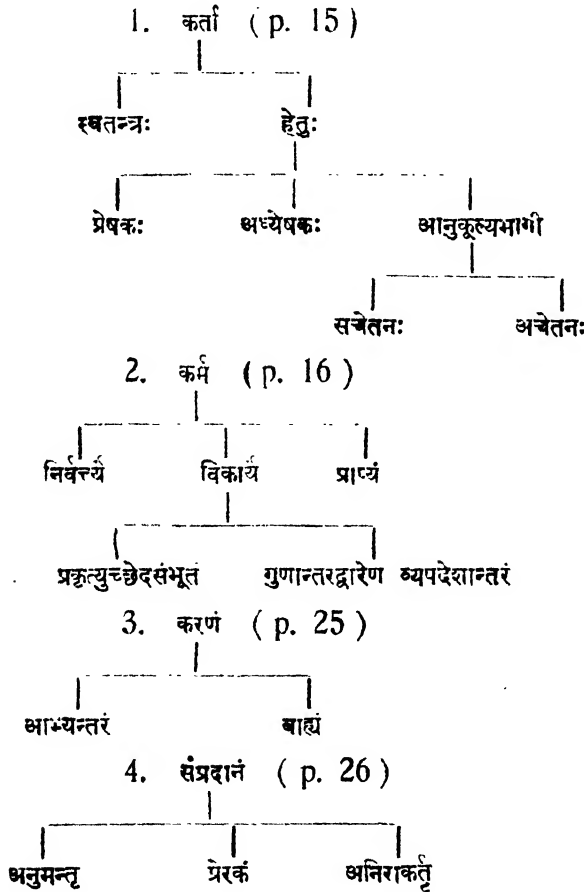 1. कर्ता ( p. 15 )
स्वतन्त्रः हेतुः
प्रेषकः अध्येषकः आनुकूल्यभागी
सचेतनः अचेतनः
2. कर्म ( p. 16 )
निर्वर्त्यं विकार्यं प्राप्यं
प्रकृत्युच्छेदसंभूतं गुणान्तरद्वारेण व्यपदेशान्तरं
3. करणं ( p. 25 )
आभ्यन्तरं बाह्यं
4. संप्रदानं ( p. 26 )
अनुमन्तृ प्रेरकं अनिराकर्तृ